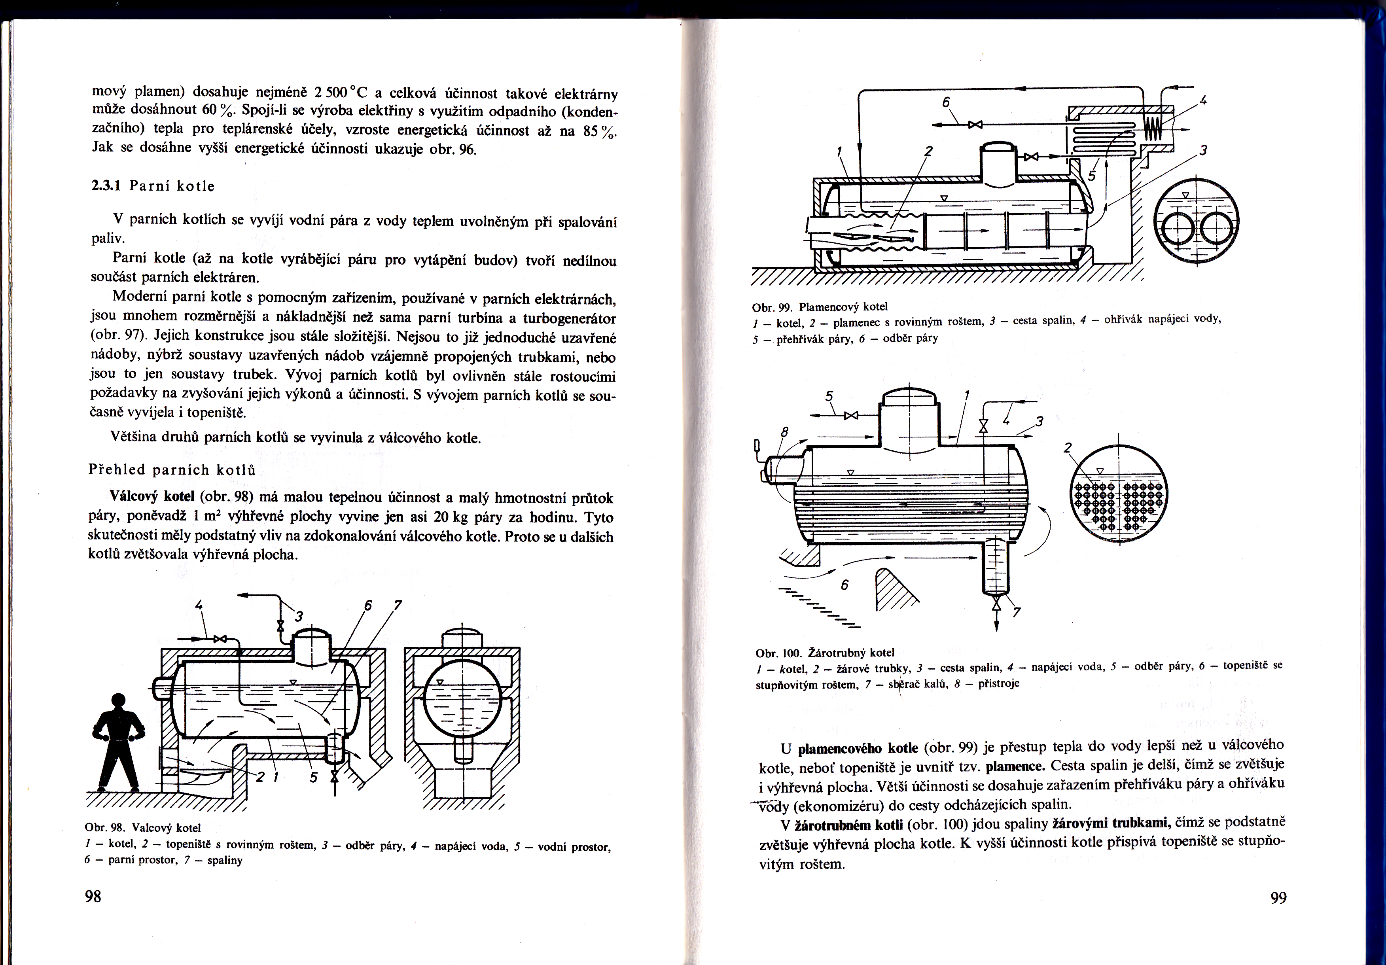 mový plamen) dosahuje nejméně 2 500 °C a celková účinnost takové elektrárny
může dosáhnout 60 %. Spojí-li se výroba elektřiny s využitím odpadního (konden-
začního) tepla pro teplárenské účely, vzroste energetická účinnost až na 85 %.
Jak se dosáhne vyšší energetické účinnosti ukazuje obr. 96.
2.3.1 Parní kotle
V parních kotlích se vyvíjí vodní pára z vody teplem uvolněným při spalování
paliv.
Parní kotle (až na kotle vyrábějící páru pro vytápění budov) tvoří nedílnou
součást parních elektráren.
Moderní parní kotle s pomocným zařízením, používané v parních elektrárnách,
jsou mnohem rozměrnější a nákladnější než sama parní turbína a turbogenerátor
(obr. 97). Jejich konstrukce jsou stále složitější. Nejsou to již jednoduché uzavřené
nádoby, nýbrž soustavy uzavřených nádob vzájemně propojených trubkami, nebo
jsou to jen soustavy trubek. Vývoj parních kotlů byl ovlivněn stále rostoucími
požadavky na zvyšování jejich výkonů a účinnosti. S vývojem parních kotlů se sou-
časně vyvíjela i topeniště.
Většina druhů parních kotlů se vyvinula z válcového kotle.
Přehled parních kotlů
Válcový kotel (obr. 98) má malou tepelnou účinnost a malý hmotnostní průtok
páry, poněvadž 1 m² výhřevné plochy vyvine jen asi 20 kg páry za hodinu. Tyto
skutečnosti měly podstatný vliv na zdokonalování válcového kotle. Proto se u dalších
kotlů zvětšovala výhřevná plocha.
4
3
6
7
2
1
5
Obr. 98. Valcový kotel
1 – kotel, 2 – topeniště s rovinným roštem, 3 – odběr páry, 4 – napájecí voda, 5 – vodní prostor,
6 – parní prostor, 7 – spaliny
98
6
4
1
2
3
5
Obr. 99. Plamencový kotel
1 – kotel, 2 – plamenec s rovinným roštem, 3 – cesta spalin, 4 – ohřívák napájecí vody,
5 – přehřívák páry, 6 – odběr páry
5
1
4
3
8
2
6
7
Obr. 100. Žárotrubný kotel
1 – kotel, 2 – žárové trubky, 3 – cesta spalin, 4 – napájecí voda, 5 – odběr páry, 6 – topeniště se
stupňovitým roštem, 7 – sběrač kalů, 8 – přístroje
U plamencového kotle (obr. 99) je přestup tepla do vody lepší než u válcového
kotle, neboť topeniště je uvnitř tzv. plamence. Cesta spalin je delší, čímž se zvětšuje
i výhřevná plocha. Větší účinnosti se dosahuje zařazením přehříváku páry a ohříváku
vody (ekonomizéru) do cesty odcházejících spalin.
V žárotrubném kotli (obr. 100) jdou spaliny žárovými trubkami, čímž se podstatně
zvětšuje výhřevná plocha kotle. K vyšší účinnosti kotle přispívá topeniště se stupňo-
vitým roštem.
99